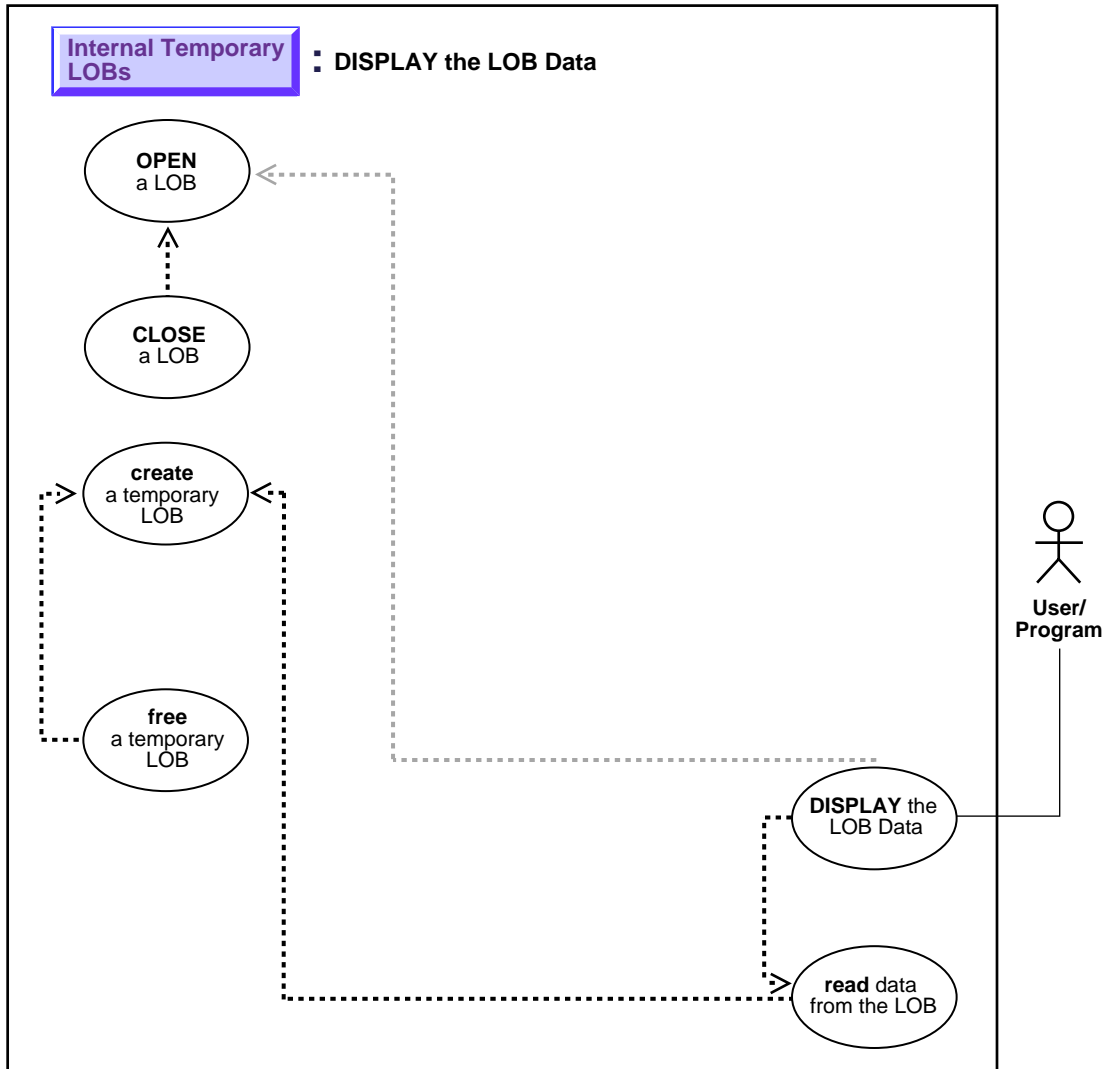 Internal Temporary
LOBs
: DISPLAY the LOB Data
OPEN
a LOB
CLOSE
a LOB
create
a temporary
LOB
User/
Program
free
a temporary
LOB
DISPLAY the
LOB Data
read data
from the LOB